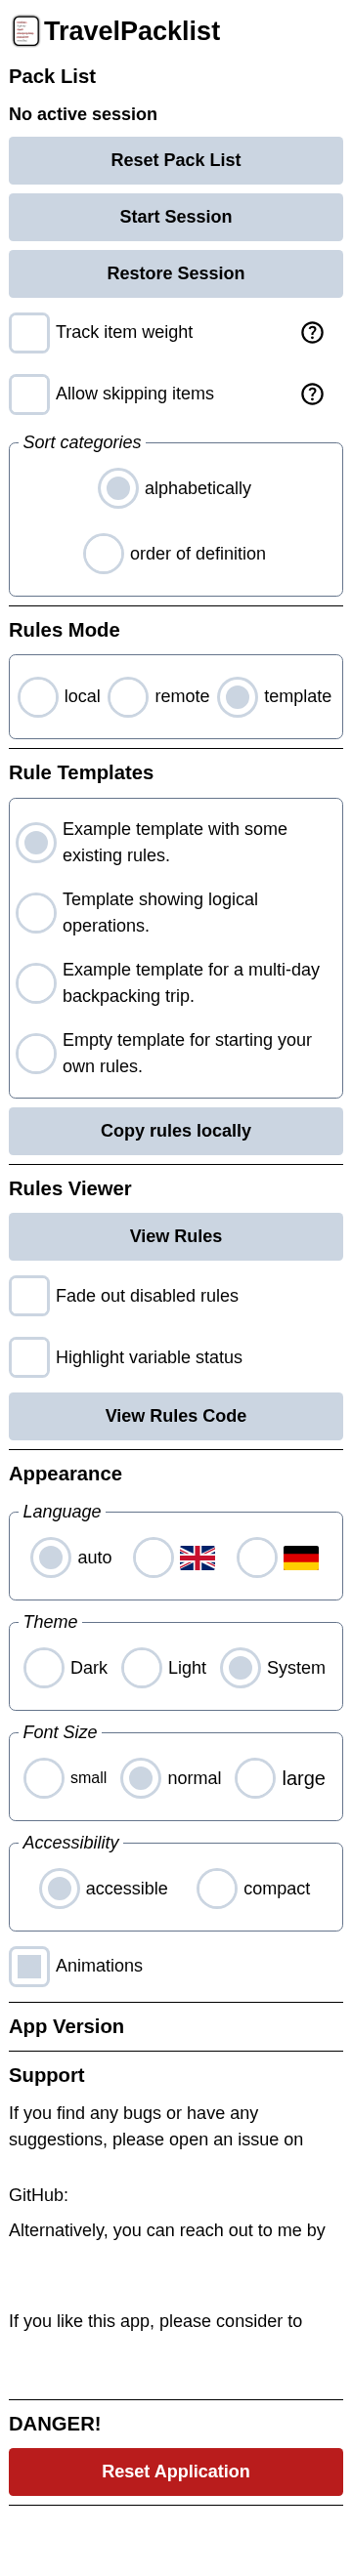 TravelPacklist
Pack List
No active session
Reset Pack List
Start Session
Restore Session
Track item weight
Allow skipping items
Sort categories
alphabetically
order of definition
Rules Mode
local remote template
Rule Templates
Example template with some
existing rules.
Template showing logical
operations.
Example template for a multi-day
backpacking trip.
Empty template for starting your
own rules.
Copy rules locally
Rules Viewer
View Rules
Fade out disabled rules
Highlight variable status
View Rules Code
Appearance
Language
auto
Theme
Dark Light System
Font Size
small normal large
Accessibility
accessible compact
Animations
App Version
Support
If you find any bugs or have any
suggestions, please open an issue on
GitHub:
Alternatively, you can reach out to me by
If you like this app, please consider to
DANGER!
Reset Application